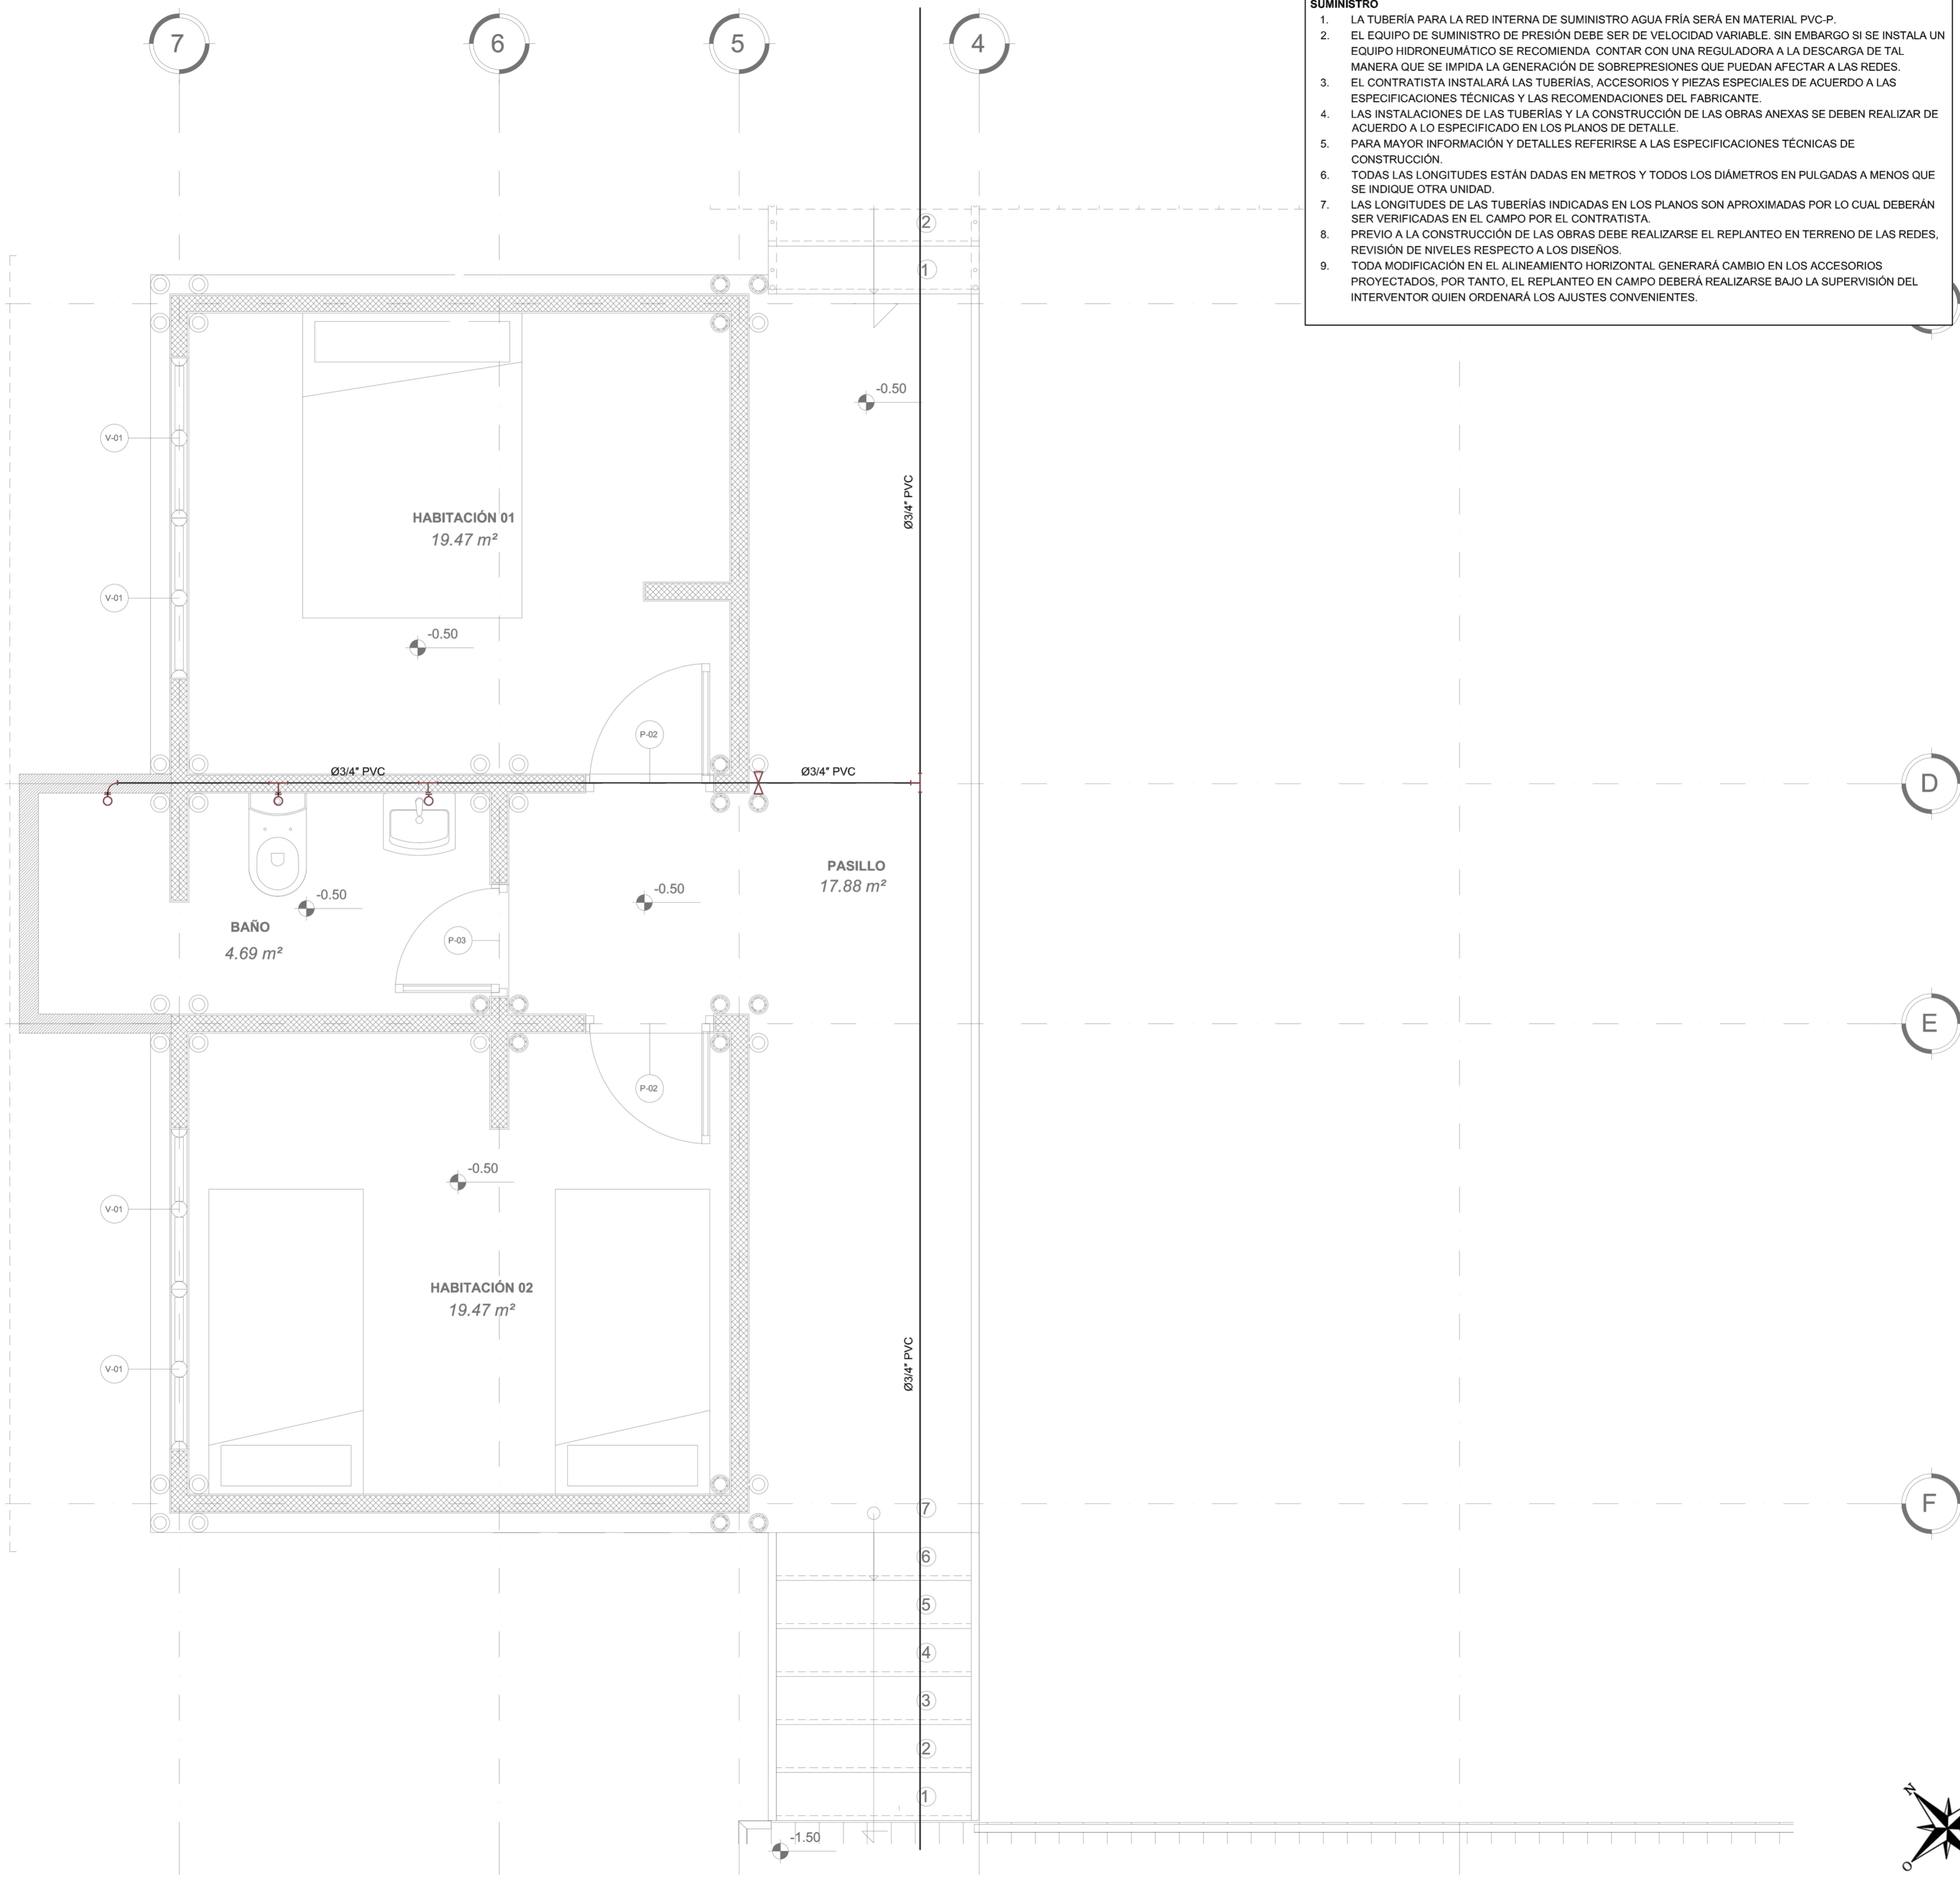 7
6
5
4
SUMINISTRO
1. LA TUBERÍA PARA LA RED INTERNA DE SUMINISTRO AGUA FRÍA SERÁ EN MATERIAL PVC-P.
2. EL EQUIPO DE SUMINISTRO DE PRESIÓN DEBE SER DE VELOCIDAD VARIABLE. SIN EMBARGO SI SE INSTALA UN
EQUIPO HIDRONEUMÁTICO SE RECOMIENDA CONTAR CON UNA REGULADORA A LA DESCARGA DE TAL
MANERA QUE SE IMPIDA LA GENERACIÓN DE SOBREPRESIONES QUE PUEDAN AFECTAR A LAS REDES.
3. EL CONTRATISTA INSTALARÁ LAS TUBERÍAS, ACCESORIOS Y PIEZAS ESPECIALES DE ACUERDO A LAS
ESPECIFICACIONES TÉCNICAS Y LAS RECOMENDACIONES DEL FABRICANTE.
4. LAS INSTALACIONES DE LAS TUBERÍAS Y LA CONSTRUCCIÓN DE LAS OBRAS ANEXAS SE DEBEN REALIZAR DE
ACUERDO A LO ESPECIFICADO EN LOS PLANOS DE DETALLE.
5. PARA MAYOR INFORMACIÓN Y DETALLES REFERIRSE A LAS ESPECIFICACIONES TÉCNICAS DE
CONSTRUCCIÓN.
6. TODAS LAS LONGITUDES ESTÁN DADAS EN METROS Y TODOS LOS DIÁMETROS EN PULGADAS A MENOS QUE
SE INDIQUE OTRA UNIDAD.
7. LAS LONGITUDES DE LAS TUBERÍAS INDICADAS EN LOS PLANOS SON APROXIMADAS POR LO CUAL DEBERÁN
SER VERIFICADAS EN EL CAMPO POR EL CONTRATISTA.
8. PREVIO A LA CONSTRUCCIÓN DE LAS OBRAS DEBE REALIZARSE EL REPLANTEO EN TERRENO DE LAS REDES,
REVISIÓN DE NIVELES RESPECTO A LOS DISEÑOS.
9. TODA MODIFICACIÓN EN EL ALINEAMIENTO HORIZONTAL GENERARÁ CAMBIO EN LOS ACCESORIOS
PROYECTADOS, POR TANTO, EL REPLANTEO EN CAMPO DEBERÁ REALIZARSE BAJO LA SUPERVISIÓN DEL
INTERVENTOR QUIEN ORDENARÁ LOS AJUSTES CONVENIENTES.
2
1
-0.50
V-01
Ø3/4" PVC
HABITACIÓN 01
19.47 m²
V-01
-0.50
P-02
Ø3/4" PVC
Ø3/4" PVC
D
PASILLO
17.88 m²
-0.50
-0.50
BAÑO
4.69 m²
P-03
E
P-02
-0.50
V-01
HABITACIÓN 02
19.47 m²
V-01
Ø3/4" PVC
F
7
6
5
4
3
2
1
-1.50
N
O